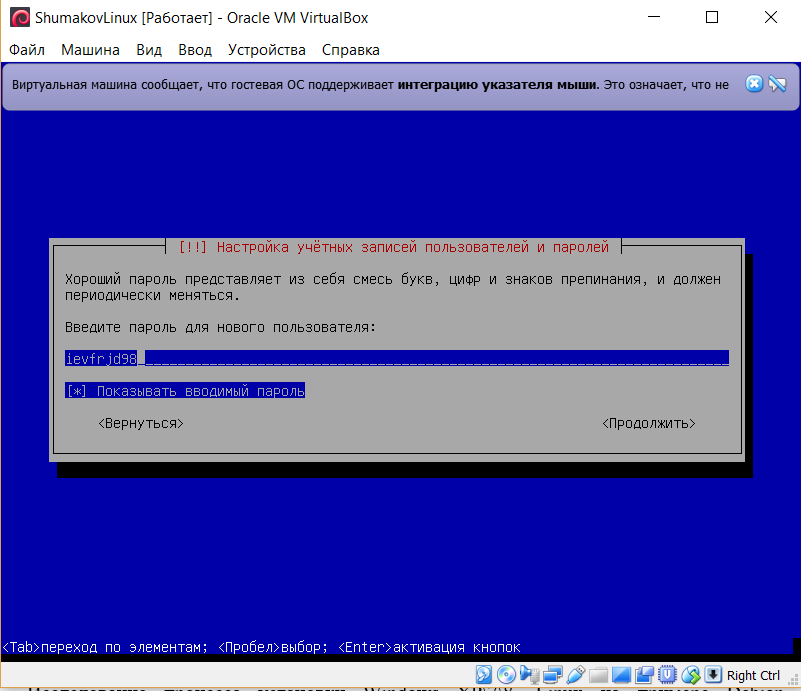 ShumakovLinux [Работает] - Oracle VM VirtualBox
Файл Машина Вид Ввод Устройства Справка
Виртуальная машина сообщает, что гостевая ОС поддерживает интеграцию указателя мыши. Это означает, что не
[!!] Настройка учётных записей пользователей и паролей
Хороший пароль представляет из себя смесь букв, цифр и знаков препинания, и должен
периодически меняться.
Введите пароль для нового пользователя:
ievfrjd98
[*] Показывать вводимый пароль
<Вернуться> <Продолжить>
<Tab>переход по элементам; <Пробел>выбор; <Enter>активация кнопок
Right Ctrl